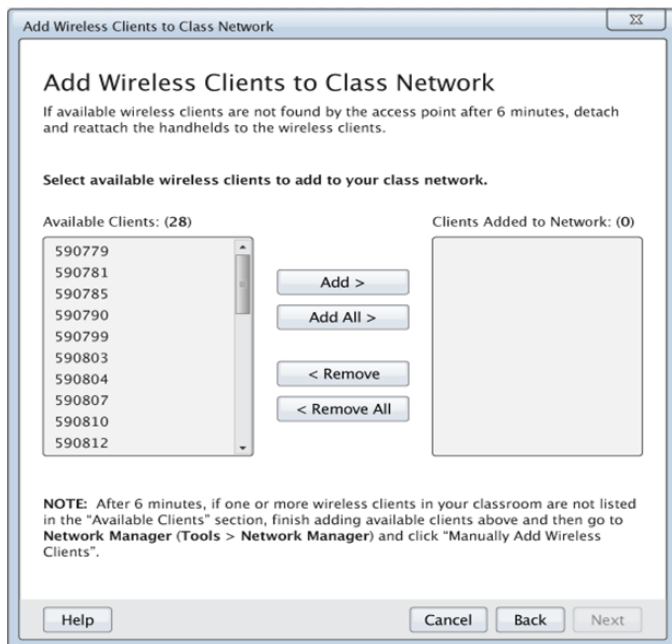 Add Wireless Clients to Class Network
Add Wireless Clients to Class Network
If available wireless clients are not found by the access point after 6 minutes, detach
and reattach the handhelds to the wireless clients.
Select available wireless clients to add to your class network.
Available Clients: (28)
Clients Added to Network: (0)
590779
590781
590785
590790
590799
590803
590804
590807
590810
590812
Add >
Add All >
< Remove
< Remove All
NOTE: After 6 minutes, if one or more wireless clients in your classroom are not listed
in the “Available Clients” section, finish adding available clients above and then go to
Network Manager (Tools > Network Manager) and click “Manually Add Wireless
Clients”.
Help
Cancel
Back
Next